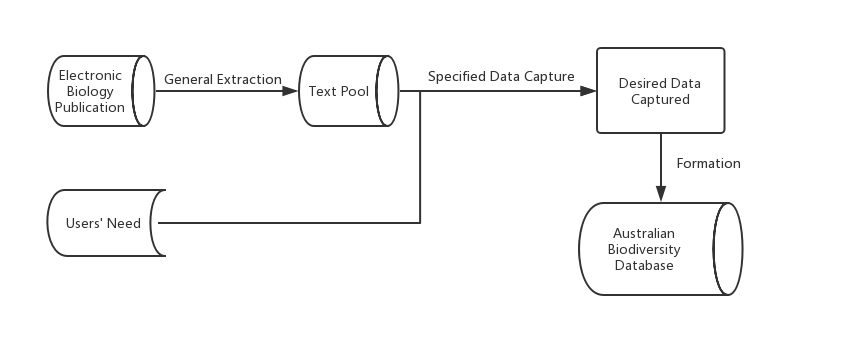 Electronic
Biology
Publication
General Extraction
Text Pool
Specified Data Capture
Desired Data
Captured
Formation
Users' Need
Australian
Biodiversity
Database